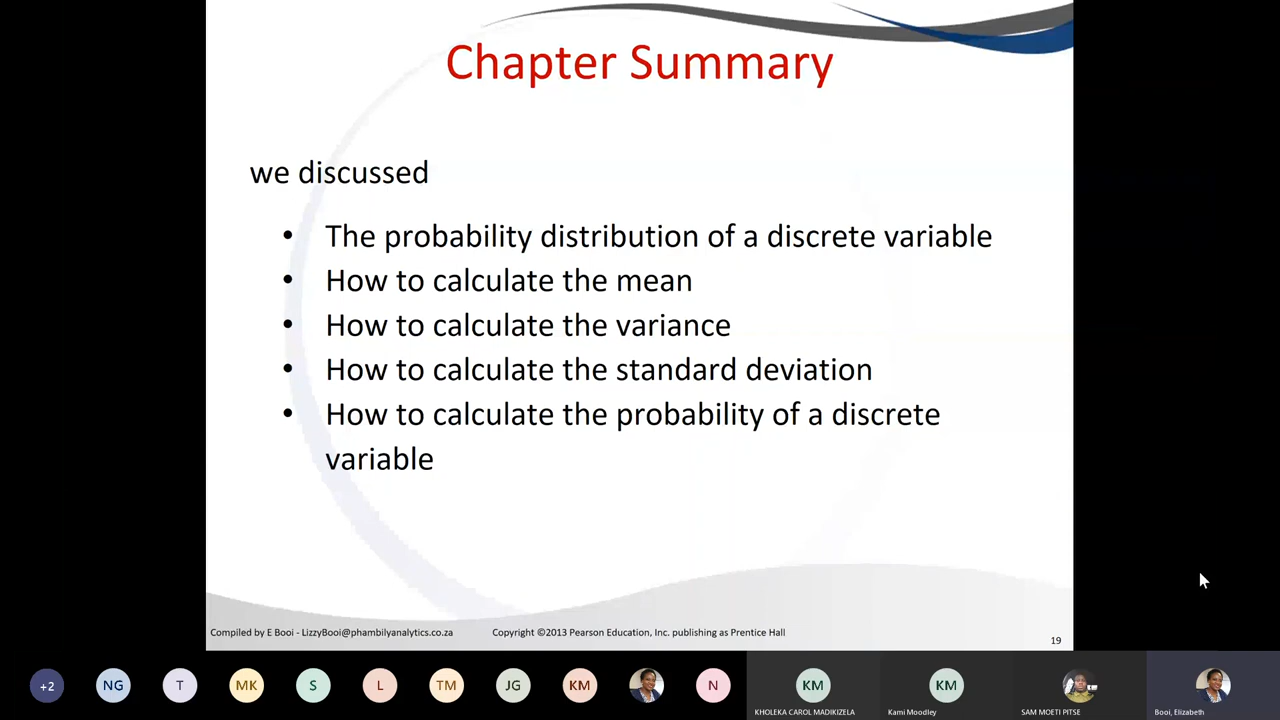 Chapter Summary
we discussed
• The probability distribution of a discrete variable
• How to calculate the mean
• How to calculate the variance
• How to calculate the standard deviation
• How to calculate the probability of a discrete
variable
Compiled by E Booi - LizzyBooi@phambilyanalytics.co.za Copyright ©2013 Pearson Education, Inc. publishing as Prentice Hall
19
+2 NG T MK S L TM JG KM N KM KM
KHOLEKA CAROL MADIKIZELA Kami Moodley SAM MOETI PITSE Booi, Elizabeth